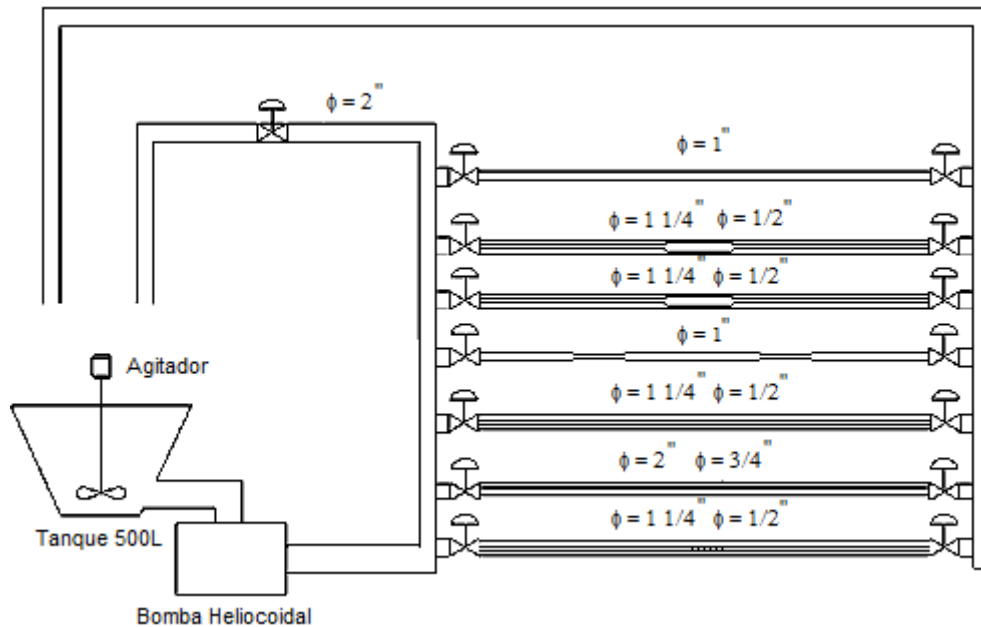 ϕ = 2"
ϕ = 1"
ϕ = 1 1/4" ϕ = 1/2"
ϕ = 1 1/4" ϕ = 1/2"
ϕ = 1"
Agitador
ϕ = 1 1/4" ϕ = 1/2"
ϕ = 2" ϕ = 3/4"
ϕ = 1 1/4" ϕ = 1/2"
Tanque 500L
Bomba Heliocoidal